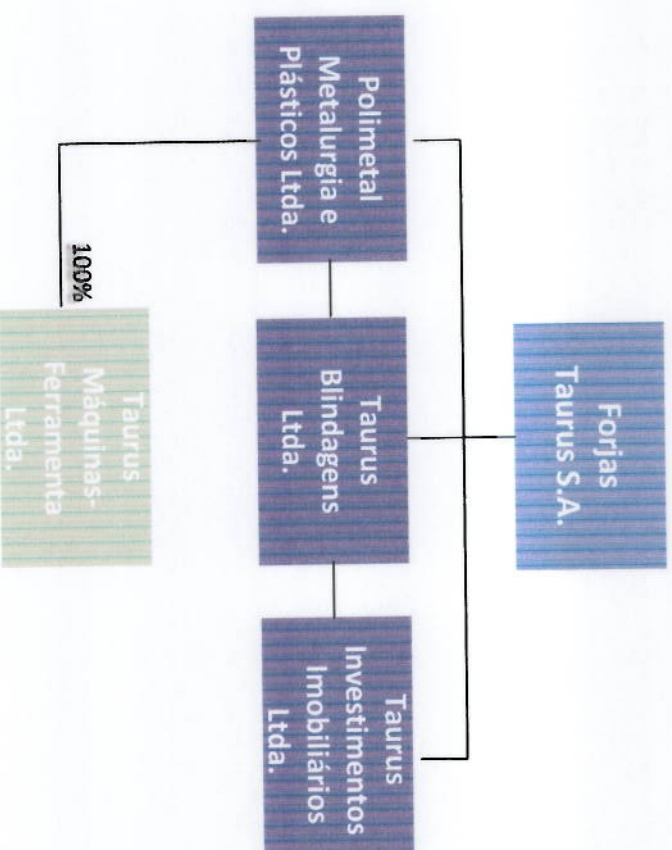 Forjas
Taurus S.A.
Polimetal
Metalurgia e
Plásticos Ltda.
Taurus
Blindagens
Ltda.
Taurus
Investimentos
Imobiliários
Ltda.
100%
Taurus
Máquinas-
Ferramenta
Ltda.